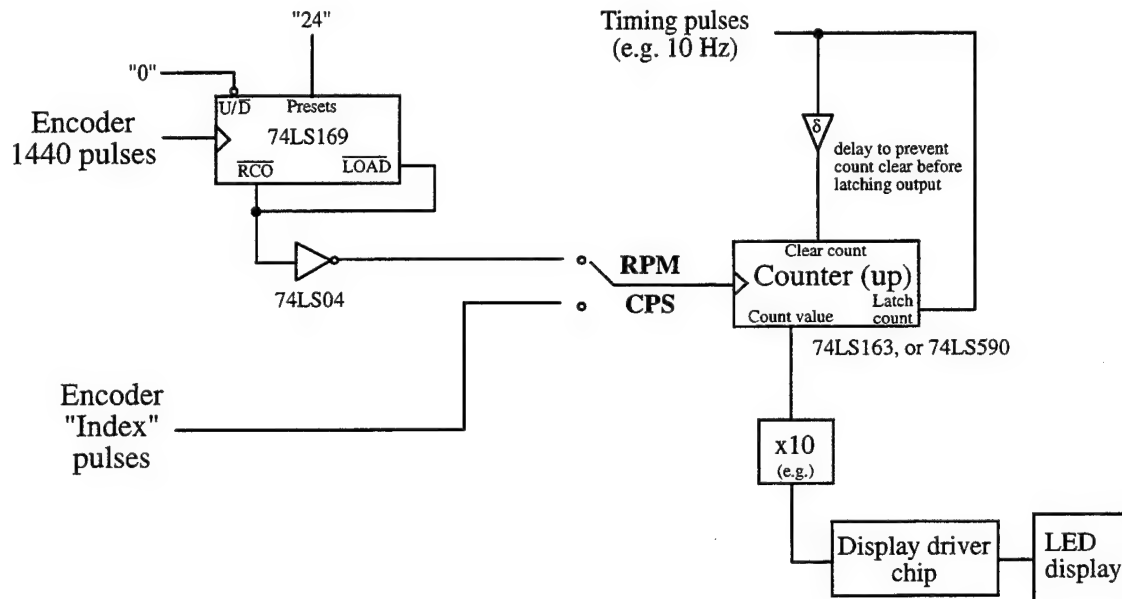 "24"
"0"
U/D̅
Presets
Encoder
1440 pulses
74LS169
R̅C̅O̅
L̅O̅A̅D̅
74LS04
Timing pulses
(e.g. 10 Hz)
δ
delay to prevent
count clear before
latching output
RPM
CPS
Clear count
Counter (up)
Latch
count
Count value
74LS163, or 74LS590
Encoder
"Index"
pulses
x10
(e.g.)
Display driver
chip
LED
display